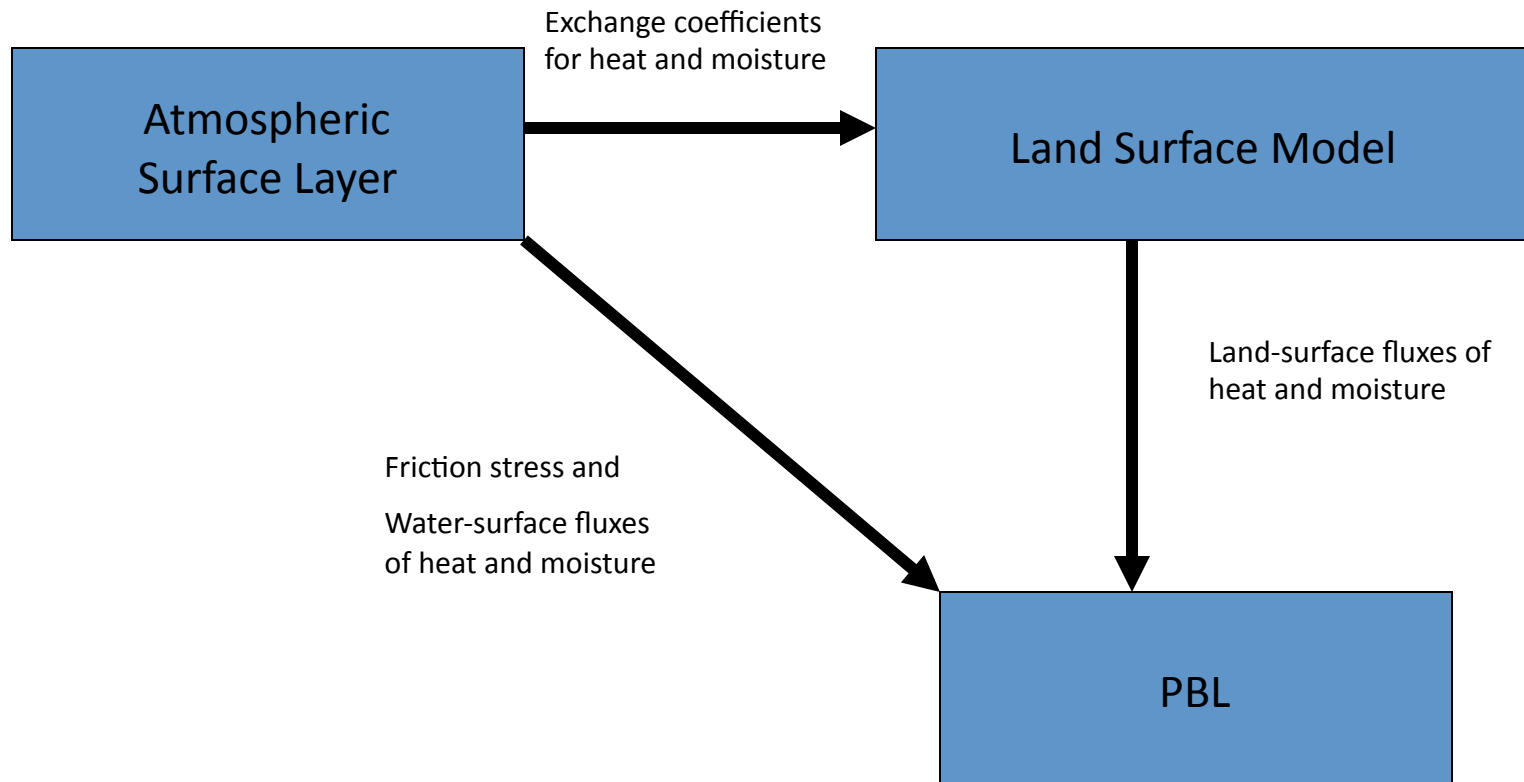 Exchange coefficients
for heat and moisture
Atmospheric
Surface Layer
Land Surface Model
Land-surface fluxes of
heat and moisture
Friction stress and
Water-surface fluxes
of heat and moisture
PBL